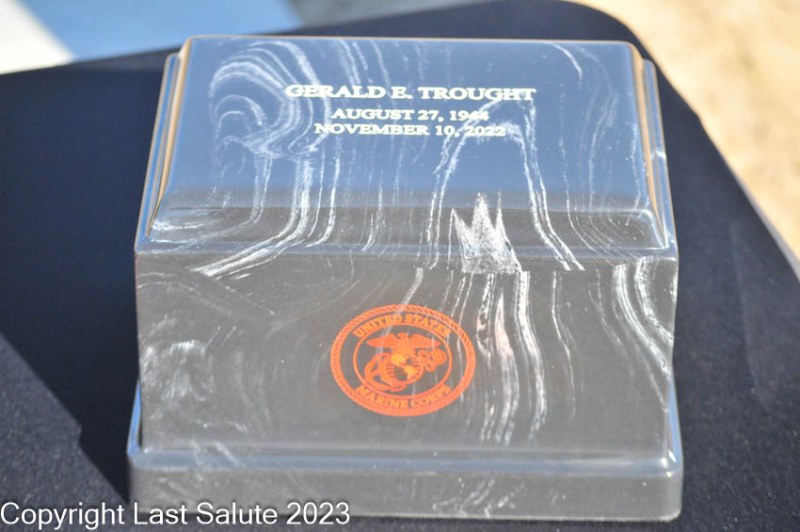 GERALD E. TROUGHT
AUGUST 27, 1944
NOVEMBER 10, 2022
UNITED STATES
MARINE CORPS
Copyright Last Salute 2023